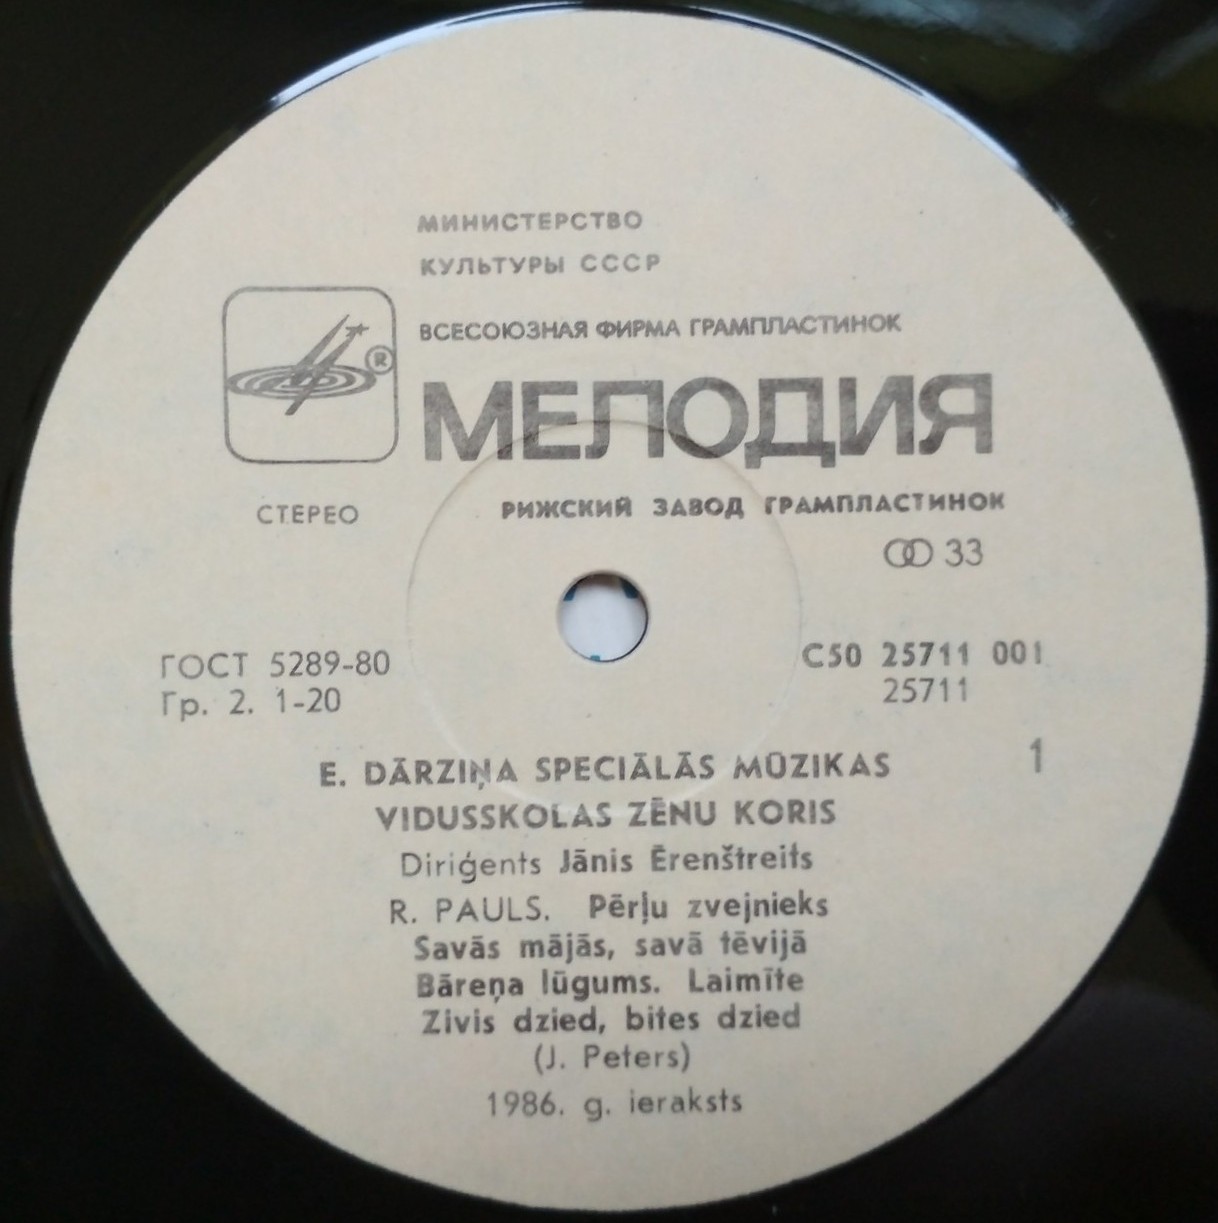 МИНИСТЕРСТВО
КУЛЬТУРЫ СССР
ВСЕСОЮЗНАЯ ФИРМА ГРАМПЛАСТИНОК
®
МЕЛОДИЯ
СТЕРЕО
РИЖСКИЙ ЗАВОД ГРАМПЛАСТИНОК
33
ГОСТ 5289-80
Гр. 2. 1-20
С50 25711 001
25711
1
E. DĀRZIŅA SPECIĀLĀS MŪZIKAS
VIDUSSKOLAS ZĒNU KORIS
Diriģents Jānis Ērenštreits
R. PAULS. Pērļu zvejnieks
Savās mājās, savā tēvijā
Bāreņa lūgums. Laimīte
Zivis dzied, bites dzied
(J. Peters)
1986. g. ieraksts